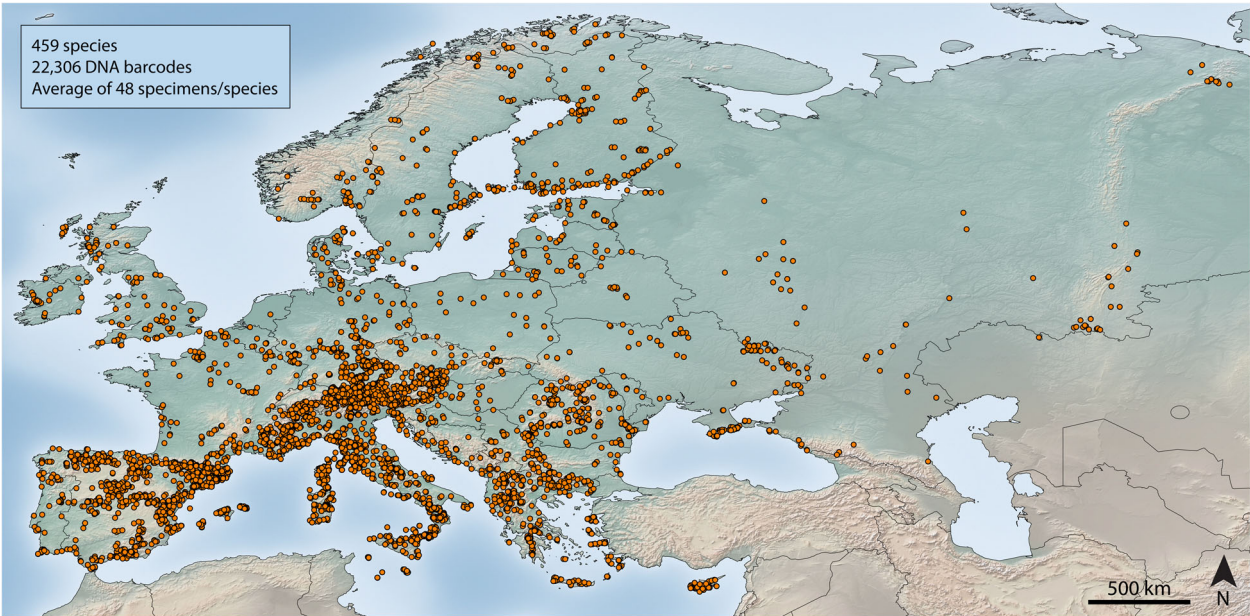 459 species
22,306 DNA barcodes
Average of 48 specimens/species
500 km
N